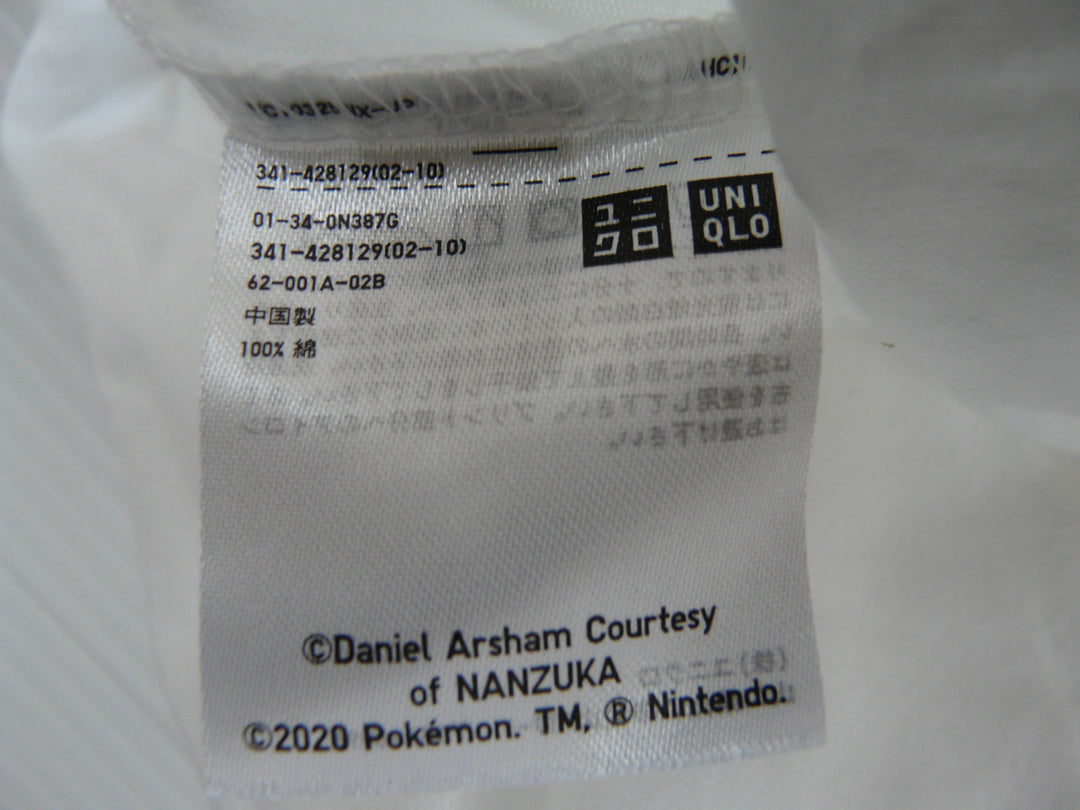 341-428129(02-10)
01-34-0N387G
341-428129(02-10)
62-001A-02B
中国製
100% 綿
ユニ
クロ
UNI
QLO
©Daniel Arsham Courtesy
of NANZUKA
©2020 Pokémon. TM, ® Nintendo.